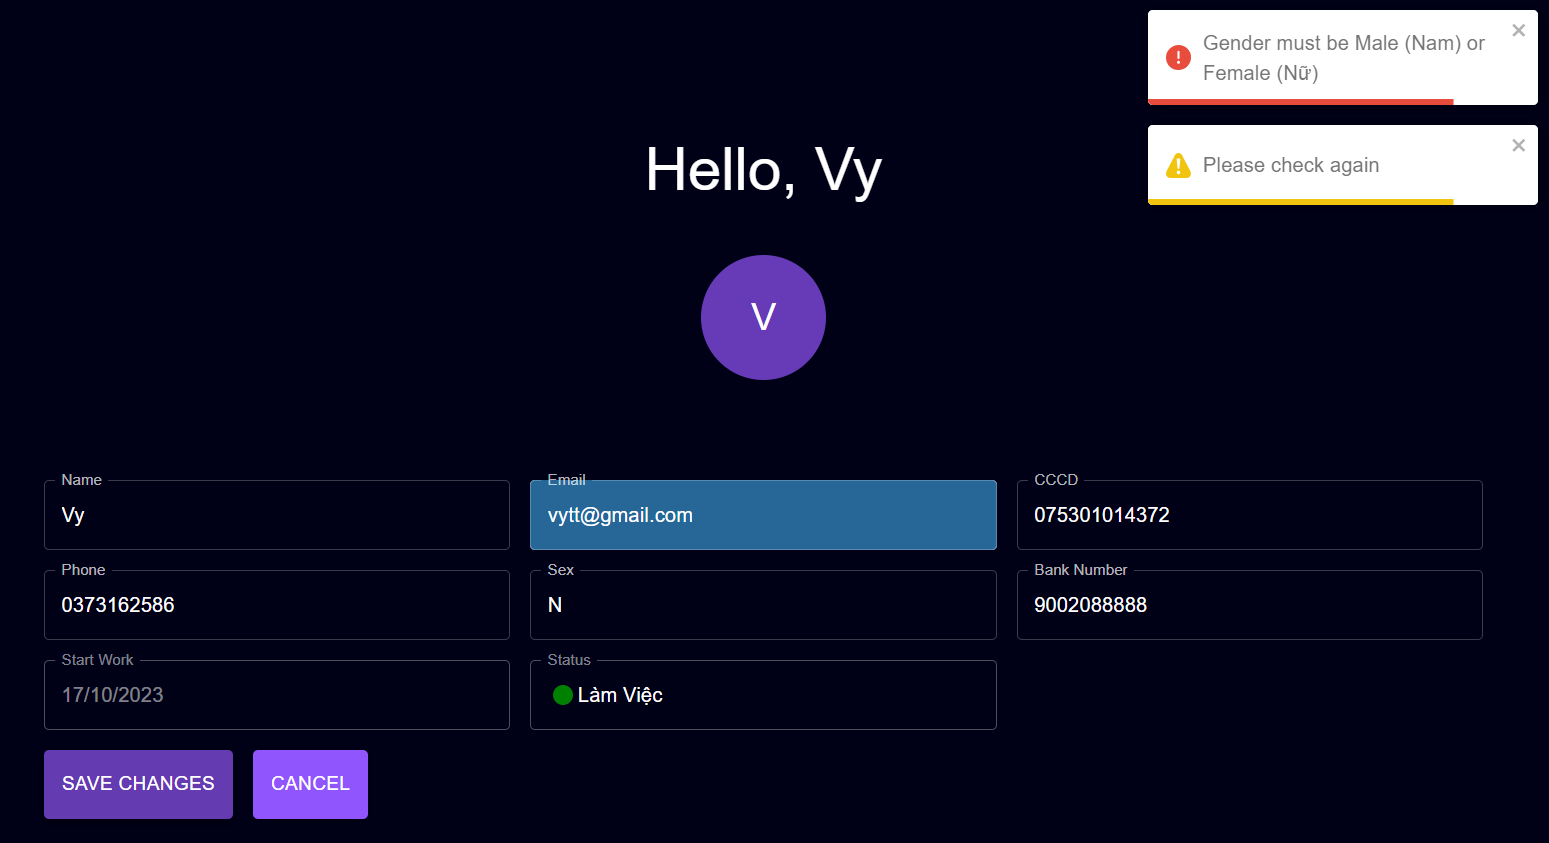 Gender must be Male (Nam) or
Female (Nữ)
Please check again
Hello, Vy
V
Name
Vy
Email
vytt@gmail.com
CCCD
075301014372
Phone
0373162586
Sex
N
Bank Number
9002088888
Start Work
17/10/2023
Status
Làm Việc
SAVE CHANGES
CANCEL